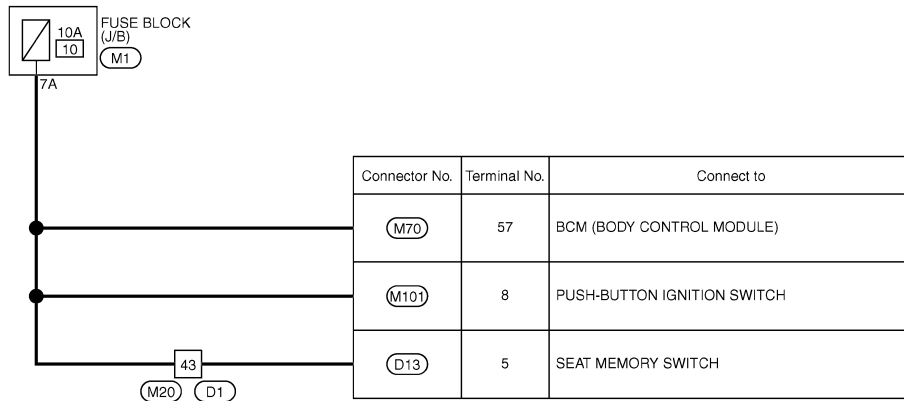 FUSE BLOCK
(J/B)
10A
10
M1
7A
Connector No. Terminal No. Connect to
M70 57 BCM (BODY CONTROL MODULE)
M101 8 PUSH-BUTTON IGNITION SWITCH
D13 5 SEAT MEMORY SWITCH
43
M20 D1